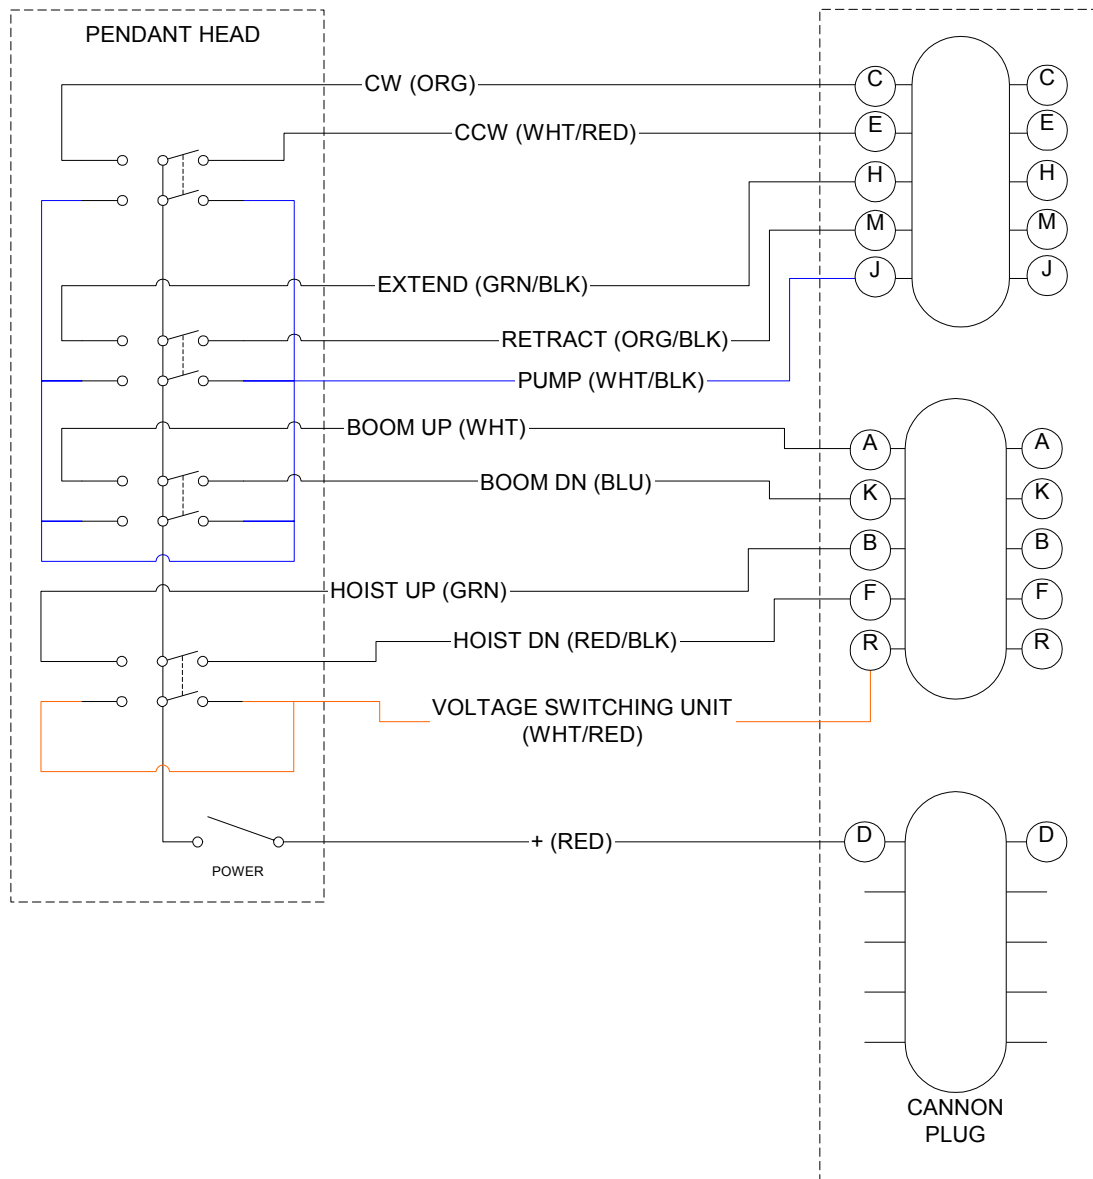 PENDANT HEAD
CW (ORG)
C
C
CCW (WHT/RED)
E
E
H
H
M
M
EXTEND (GRN/BLK)
J
J
RETRACT (ORG/BLK)
PUMP (WHT/BLK)
BOOM UP (WHT)
A
A
BOOM DN (BLU)
K
K
B
B
HOIST UP (GRN)
F
F
HOIST DN (RED/BLK)
R
R
VOLTAGE SWITCHING UNIT
(WHT/RED)
+ (RED)
D
D
POWER
CANNON
PLUG